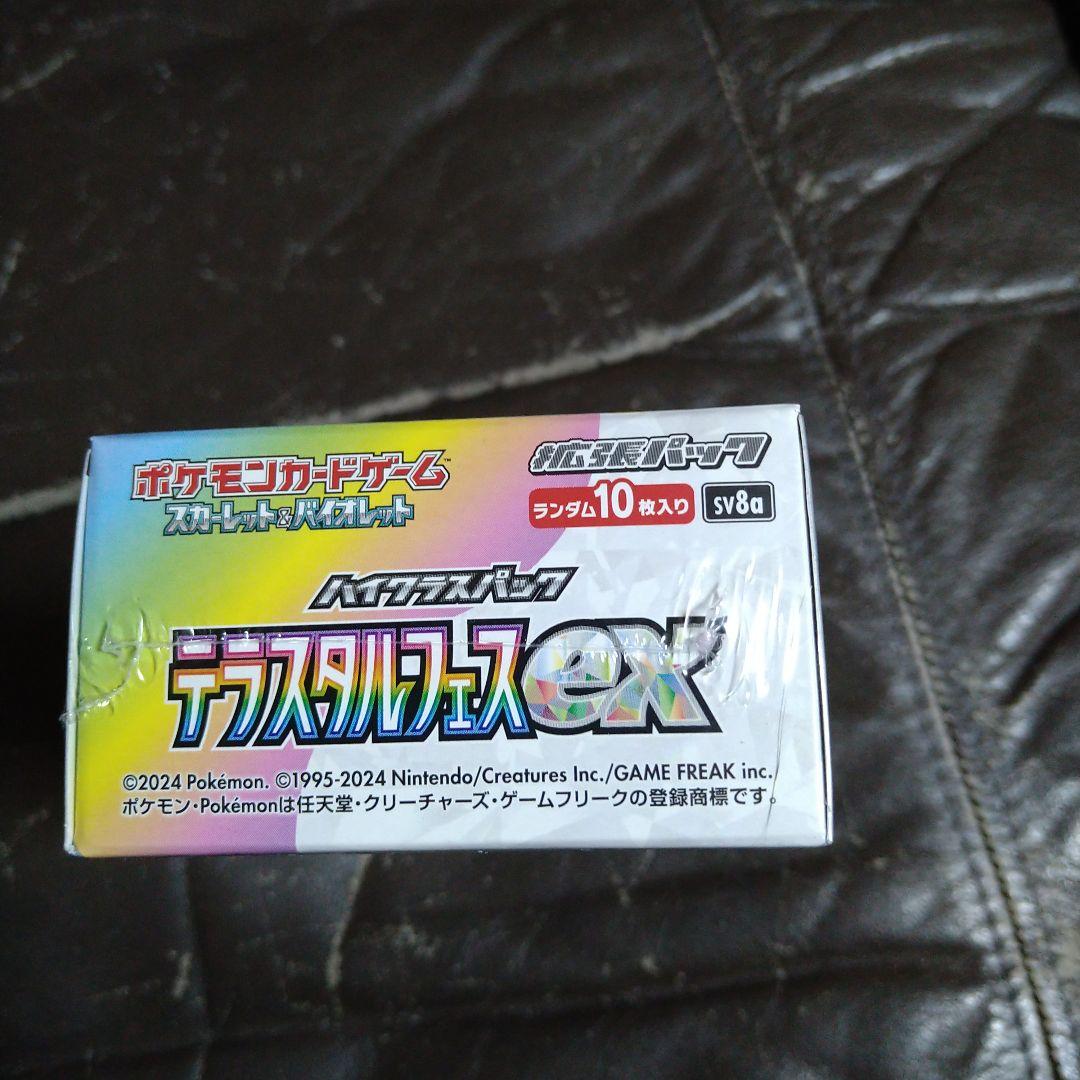 ポケモンカードゲーム™
スカーレット&バイオレット
拡張パック
ランダム10枚入り
SV8a
ハイクラスパック
テラスタルフェスex
©2024 Pokémon. ©1995-2024 Nintendo/Creatures Inc./GAME FREAK inc.
ポケモン・Pokémonは任天堂・クリーチャーズ・ゲームフリークの登録商標です。